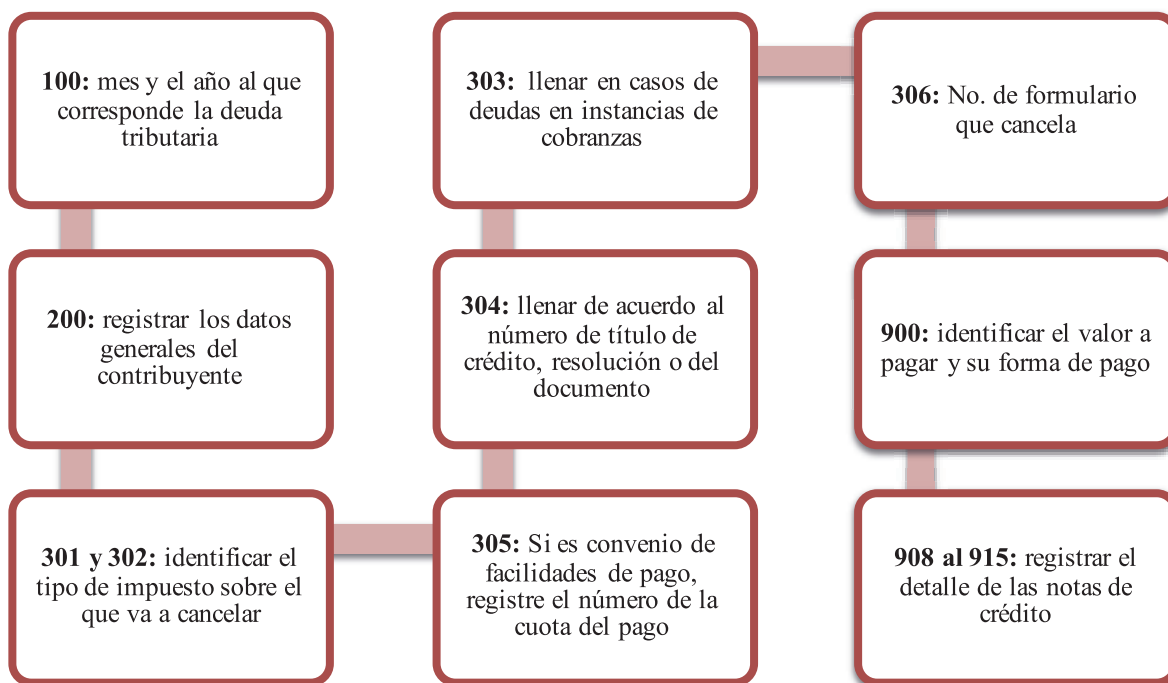 100: mes y el año al que
corresponde la deuda
tributaria
200: registrar los datos
generales del
contribuyente
301 y 302: identificar el
tipo de impuesto sobre el
que va a cancelar
305: Si es convenio de
facilidades de pago,
registre el número de la
cuota del pago
304: llenar de acuerdo al
número de título de
crédito, resolución o del
documento
303: llenar en casos de
deudas en instancias de
cobranzas
306: No. de formulario
que cancela
900: identificar el valor a
pagar y su forma de pago
908 al 915: registrar el
detalle de las notas de
crédito